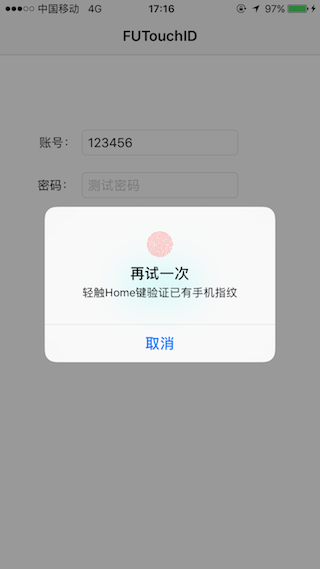 中国移动 4G 17:16 97%
FUTouchID
账号： 123456
密码： 测试密码
再试一次
轻触Home键验证已有手机指纹
取消